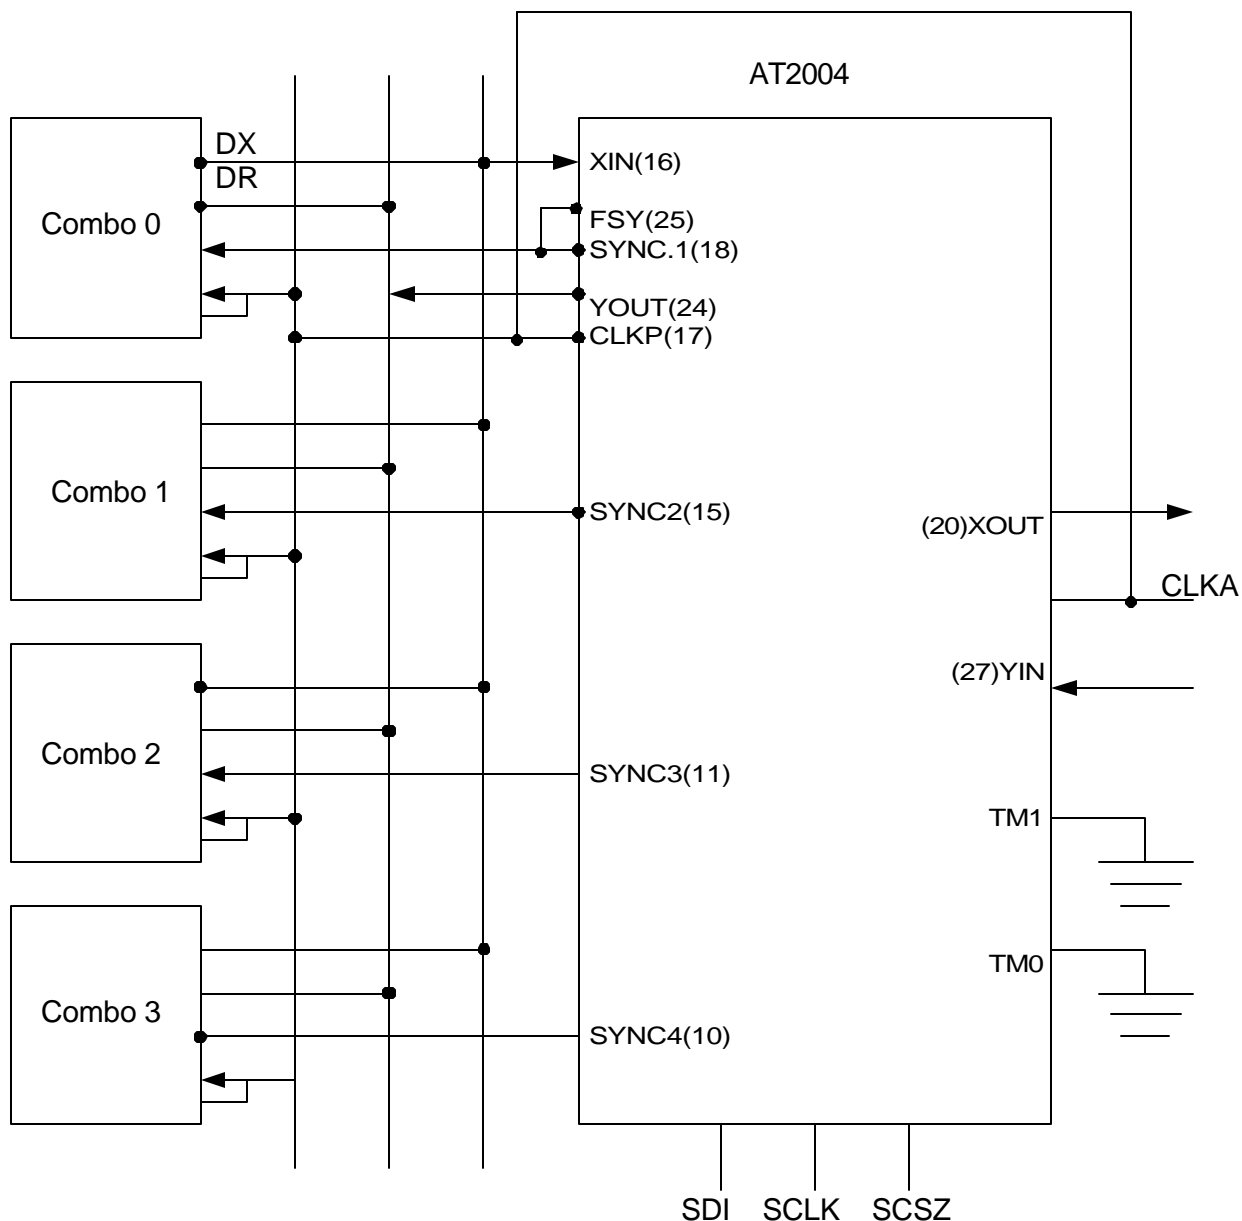 AT2004
DX
DR
Combo 0
XIN(16)
FSY(25)
SYNC.1(18)
YOUT(24)
CLKP(17)
Combo 1
SYNC2(15)
(20)XOUT
CLKA
(27)YIN
Combo 2
SYNC3(11)
TM1
TM0
Combo 3
SYNC4(10)
SDI SCLK SCSZ